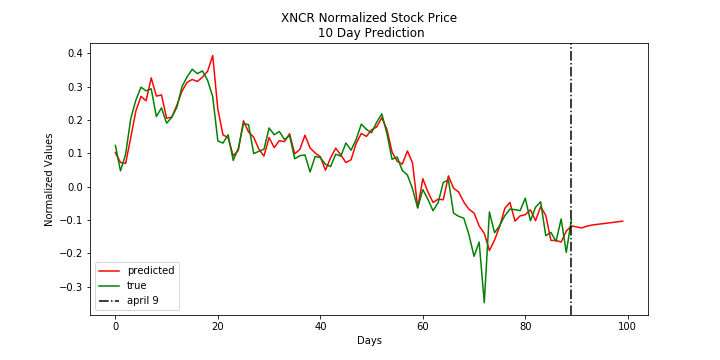 XNCR Normalized Stock Price
10 Day Prediction
Normalized Values
0.4
0.3
0.2
0.1
0.0
−0.1
−0.2
−0.3
predicted
true
april 9
0 20 40 60 80 100
Days